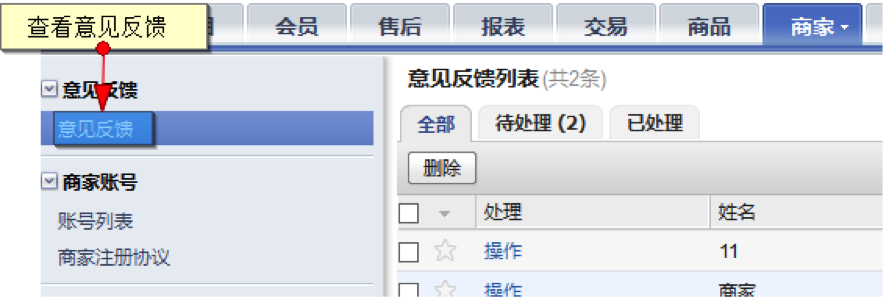 查看意见反馈
会员
售后
报表
交易
商品
商家
意见反馈
意见反馈
商家账号
账号列表
商家注册协议
意见反馈列表(共2条)
全部 待处理 (2) 已处理
删除
处理 姓名
操作 11
操作 商家